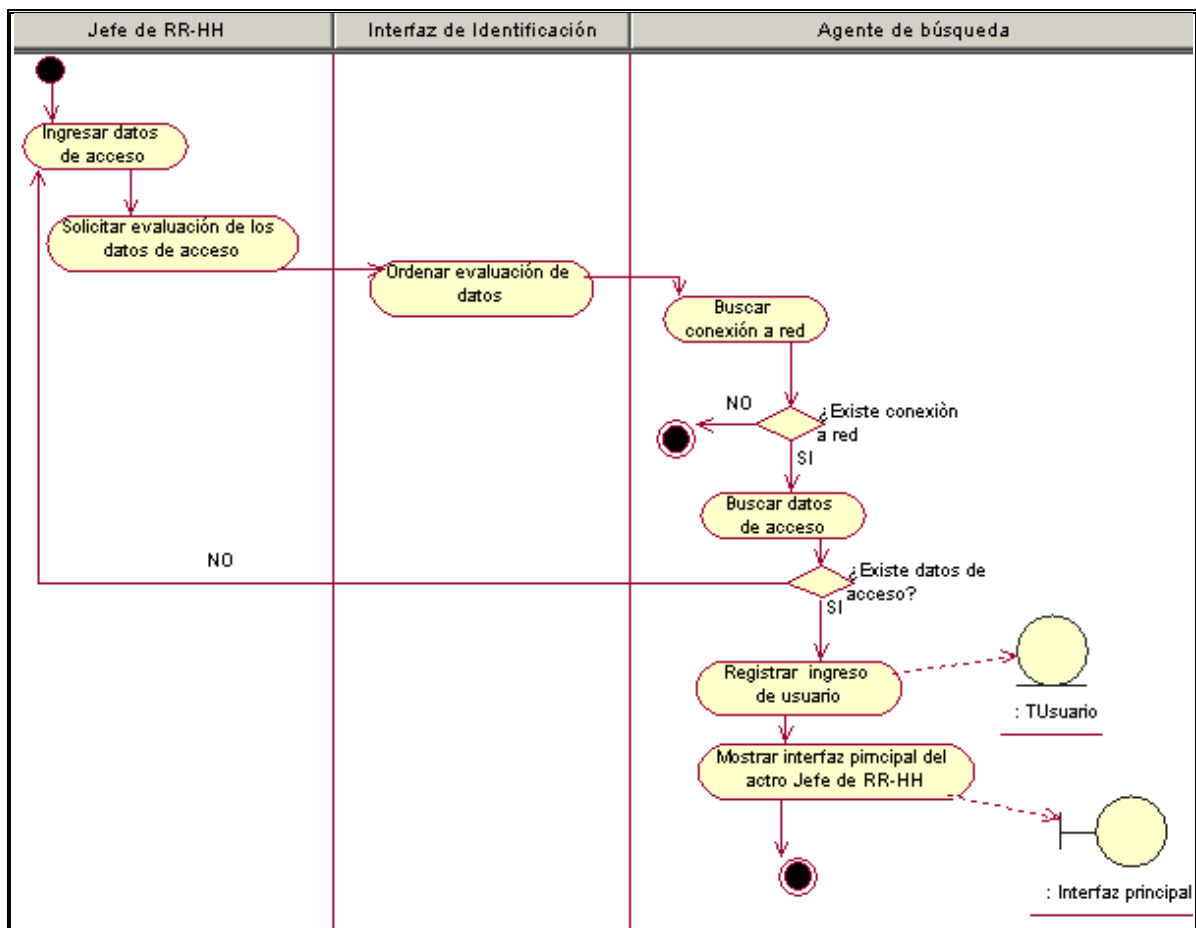 Jefe de RR-HH
Interfaz de Identificación
Agente de búsqueda
Ingresar datos
de acceso
Solicitar evaluación de los
datos de acceso
Ordenar evaluación de
datos
Buscar
conexión a red
NO
¿Existe conexiòn
a red
SI
Buscar datos
de acceso
NO
¿Existe datos de
acceso?
SI
Registrar ingreso
de usuario
: TUsuario
Mostrar interfaz pirncipal del
actro Jefe de RR-HH
: Interfaz principal